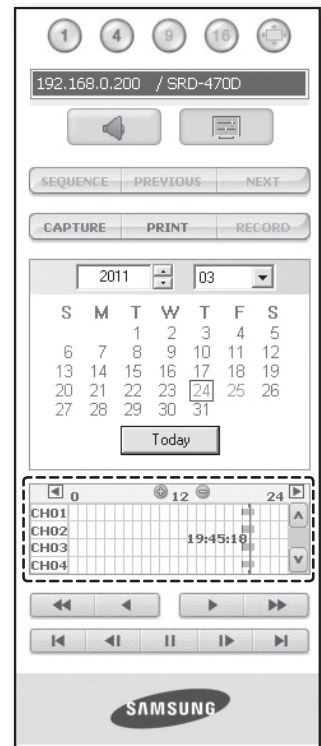 1 4 9 16
192.168.0.200 / SRD-470D
SEQUENCE PREVIOUS NEXT
CAPTURE PRINT RECORD
2011 03
S M T W T F S
1 2 3 4 5
6 7 8 9 10 11 12
13 14 15 16 17 18 19
20 21 22 23 24 25 26
27 28 29 30 31
Today
0 12 24
CH01
CH02
19:45:18
CH03
CH04
SAMSUNG